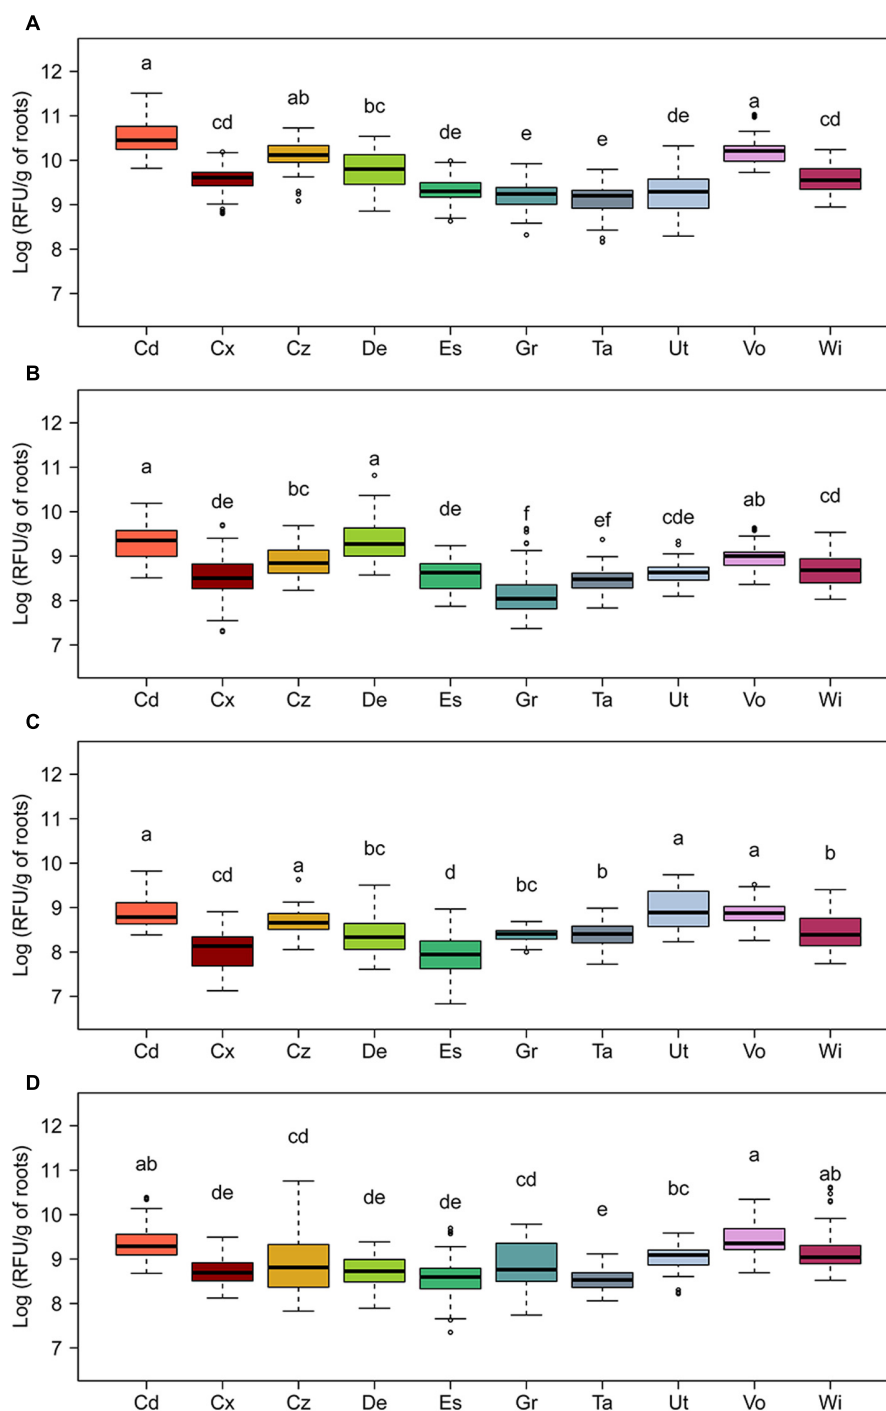 A
Log (RFU/g of roots)
12
11
10
9
8
7
a cd ab bc de e e de a cd
Cd Cx Cz De Es Gr Ta Ut Vo Wi
B
Log (RFU/g of roots)
12
11
10
9
8
7
a de bc a de f ef cde ab cd
Cd Cx Cz De Es Gr Ta Ut Vo Wi
C
Log (RFU/g of roots)
12
11
10
9
8
7
a cd a bc d bc b a a b
Cd Cx Cz De Es Gr Ta Ut Vo Wi
D
Log (RFU/g of roots)
12
11
10
9
8
7
ab de cd de de cd e bc a ab
Cd Cx Cz De Es Gr Ta Ut Vo Wi